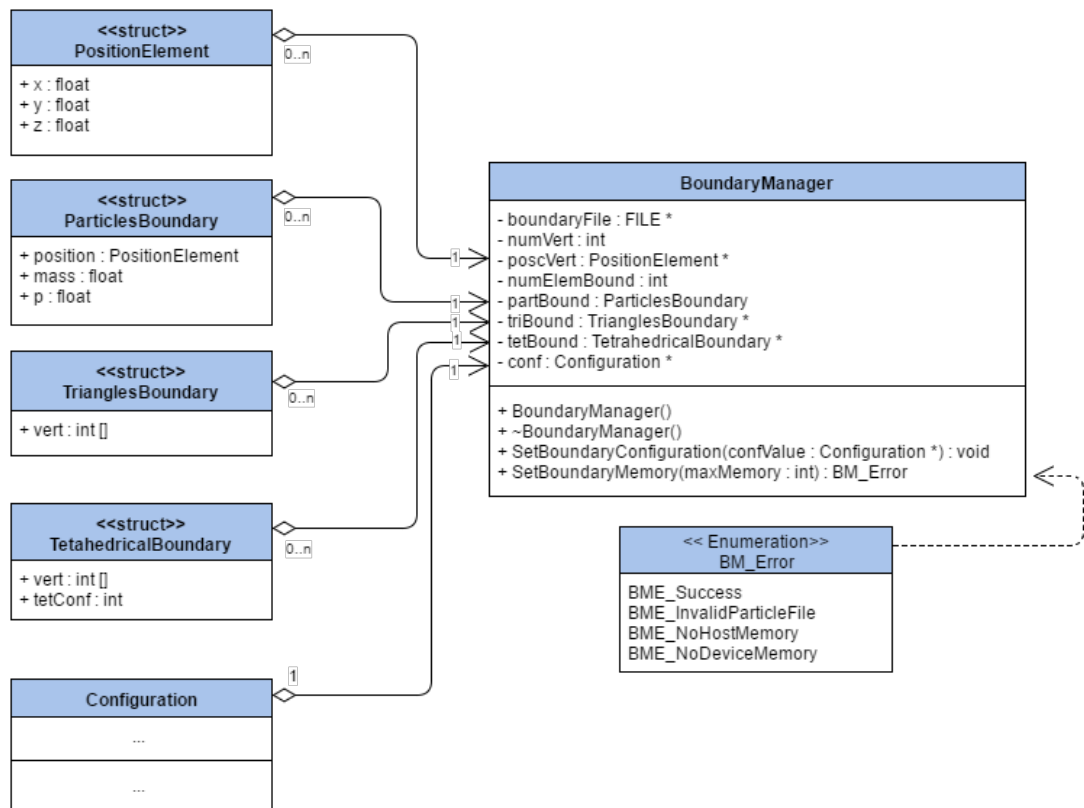 <<struct>>
PositionElement
+ x : float
+ y : float
+ z : float
0..n
<<struct>>
ParticlesBoundary
+ position : PositionElement
+ mass : float
+ p : float
0..n
<<struct>>
TrianglesBoundary
+ vert : int []
0..n
<<struct>>
TetahedricalBoundary
+ vert : int []
+ tetConf : int
0..n
Configuration
...
...
1
1
1
1
1
1
BoundaryManager
- boundaryFile : FILE *
- numVert : int
- poscVert : PositionElement *
- numElemBound : int
- partBound : ParticlesBoundary
- triBound : TrianglesBoundary *
- tetBound : TetrahedricalBoundary *
- conf : Configuration *
+ BoundaryManager()
+ ~BoundaryManager()
+ SetBoundaryConfiguration(confValue : Configuration *) : void
+ SetBoundaryMemory(maxMemory : int) : BM_Error
<< Enumeration>>
BM_Error
BME_Success
BME_InvalidParticleFile
BME_NoHostMemory
BME_NoDeviceMemory